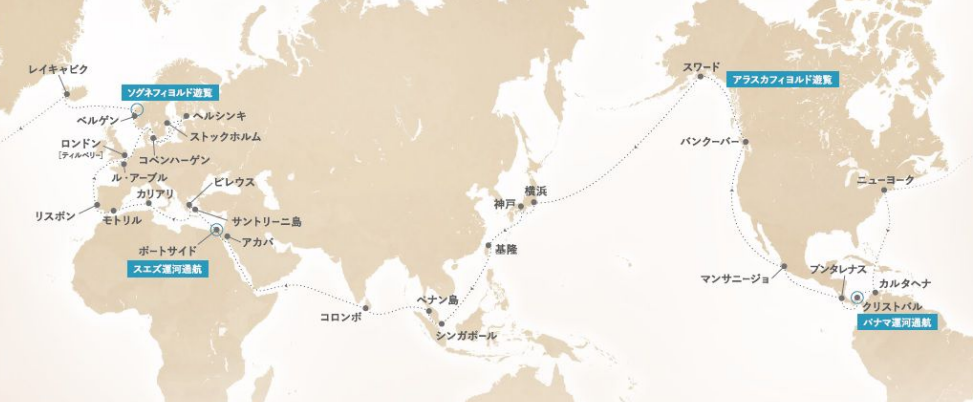 レイキャビク
ソグネフィヨルド遊覧
ベルゲン
ヘルシンキ
ストックホルム
コペンハーゲン
ロンドン
[ティルベリー]
ル・アーブル
カリアリ
ピレウス
リスボン
モトリル
サントリーニ島
ポートサイド
アカバ
スエズ運河通航
コロンボ
ペナン島
シンガポール
基隆
神戸
横浜
スワード
アラスカフィヨルド遊覧
バンクーバー
ニューヨーク
マンサニージョ
プンタレナス
カルタヘナ
クリストバル
パナマ運河通航